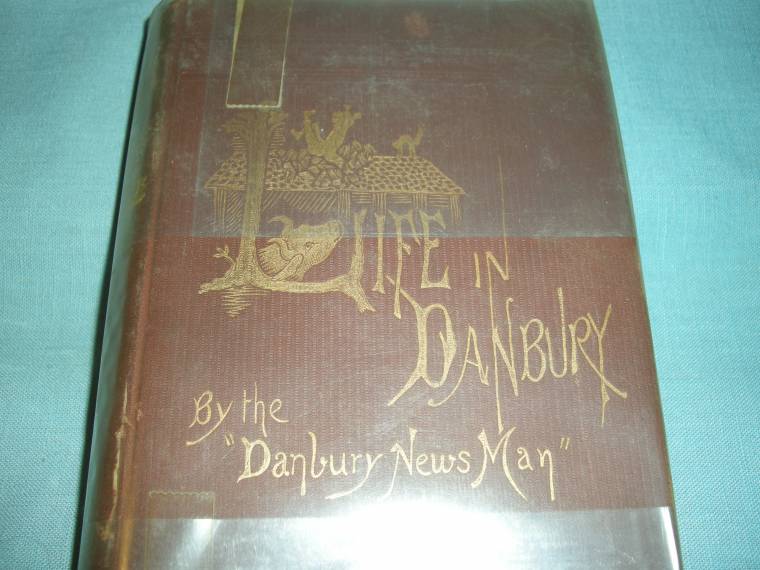 LIFE IN
DANBURY
By the
"Danbury News Man"